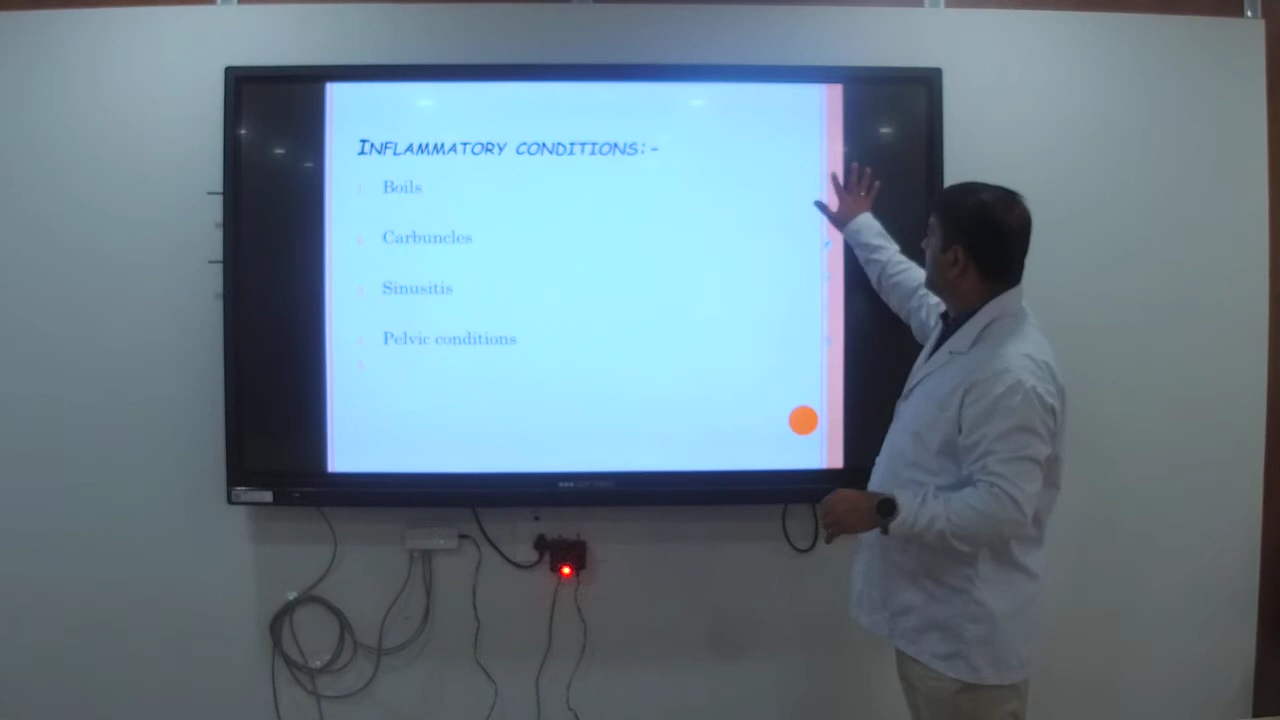 INFLAMMATORY CONDITIONS:-
Boils
Carbuncles
Sinusitis
Pelvic conditions